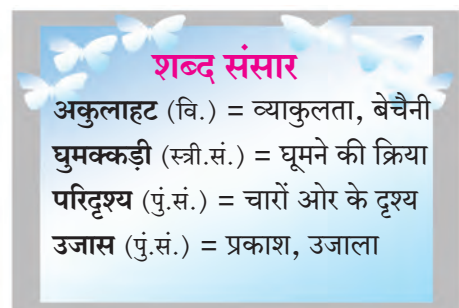 शब्द संसार
अकुलाहट (वि.) = व्याकुलता, बेचैनी
घुमक्कड़ी (स्त्री.सं.) = घूमने की क्रिया
परिदृश्य (पुं.सं.) = चारों ओर के दृश्य
उजास (पुं.सं.) = प्रकाश, उजाला